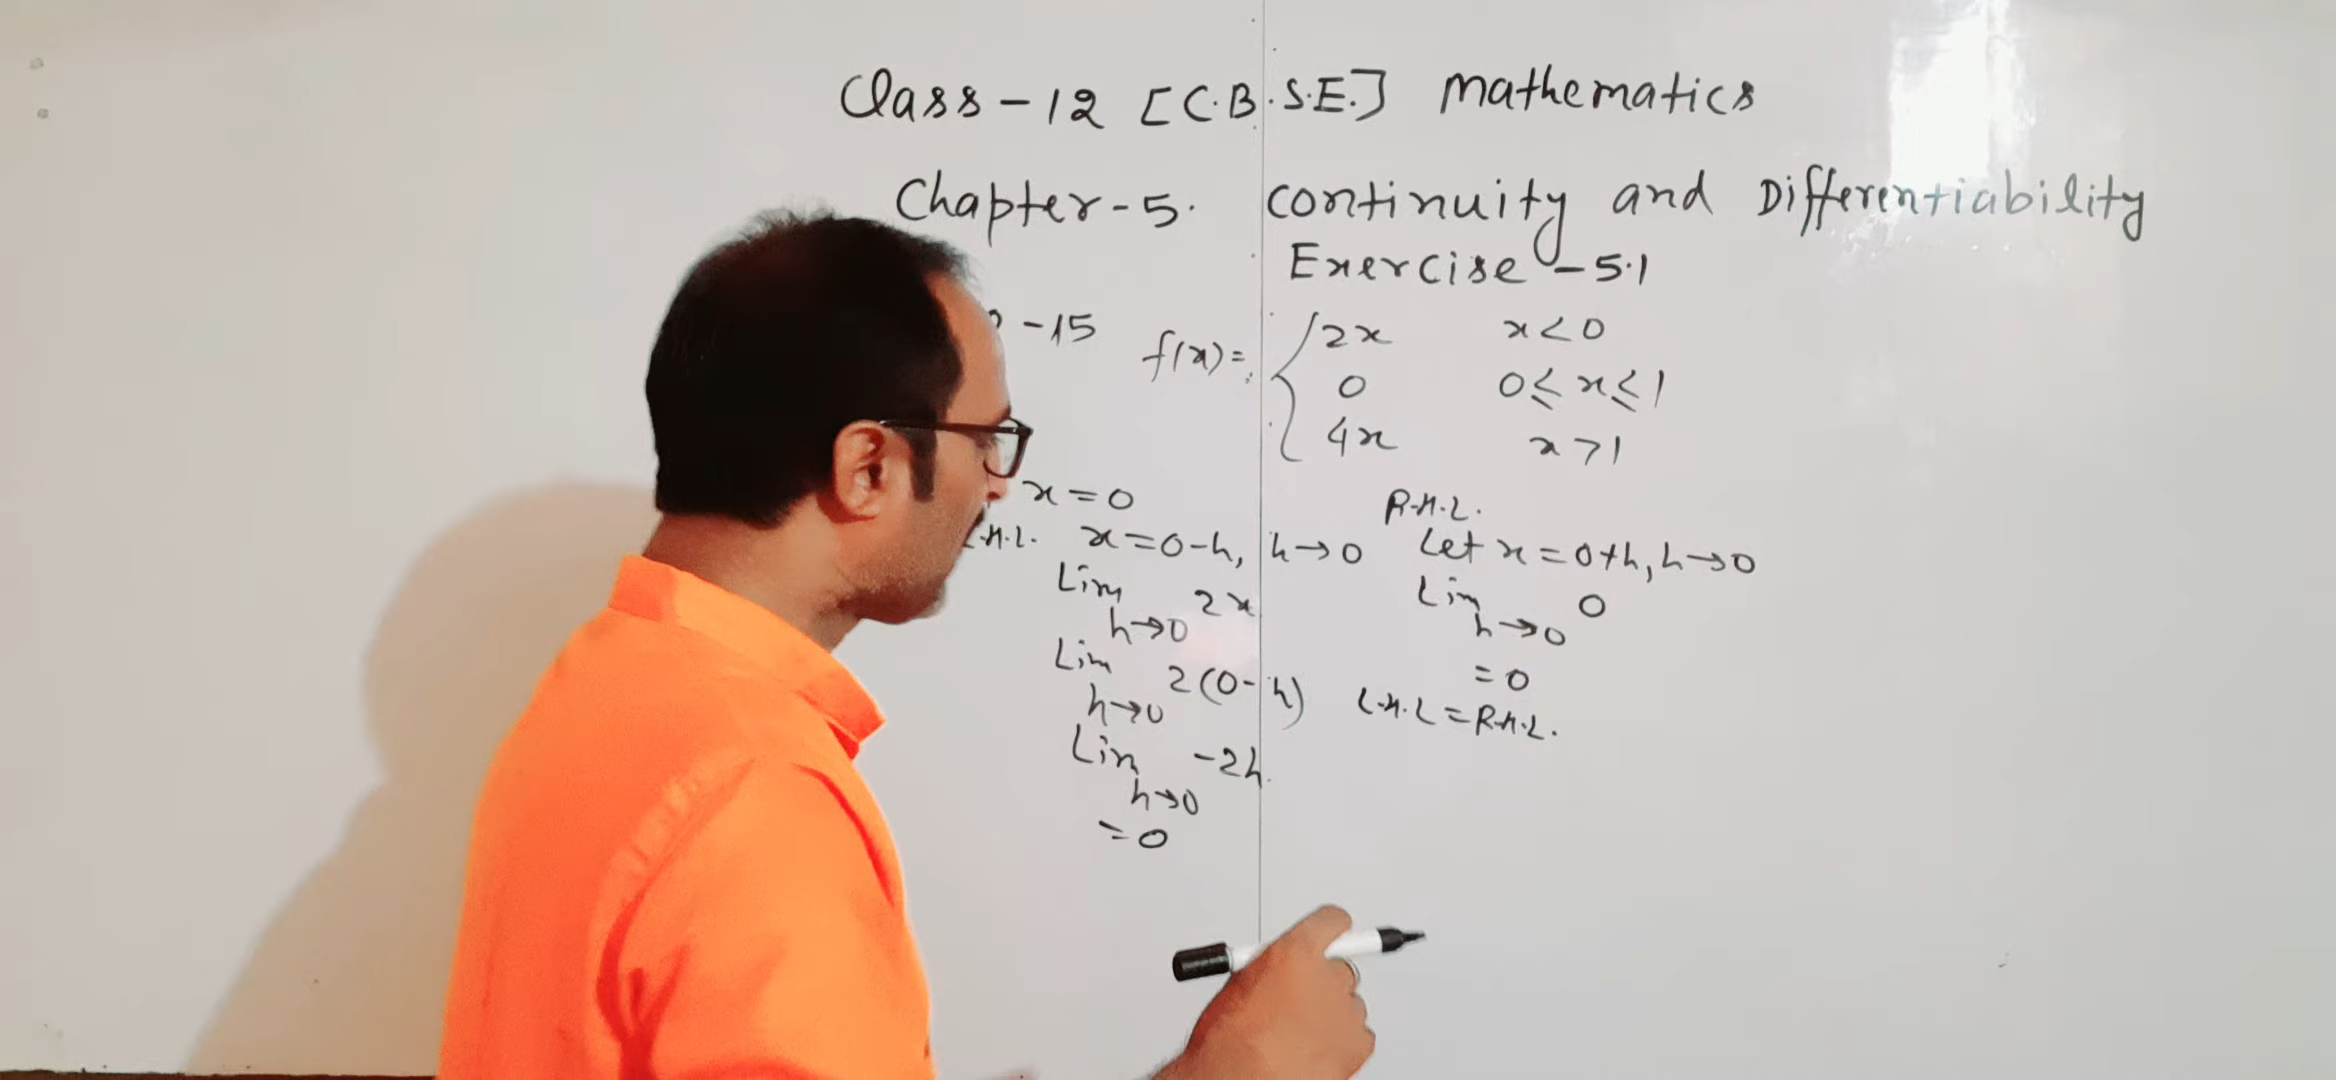 Class-12 [C.B.S.E.] Mathematics
Chapter-5. Continuity and Differentiability
Exercise-5.1
-15 f(x)= { 2x x<0
0 0≤x≤1
4x x>1
x=0
L.H.L. x=0-h, h→0
Lim h→0 2x
Lim h→0 2(0-h)
Lim h→0 -2h
=0
R.H.L.
Let x=0+h, h→0
Lim h→0 0
=0
L.H.L=R.H.L.